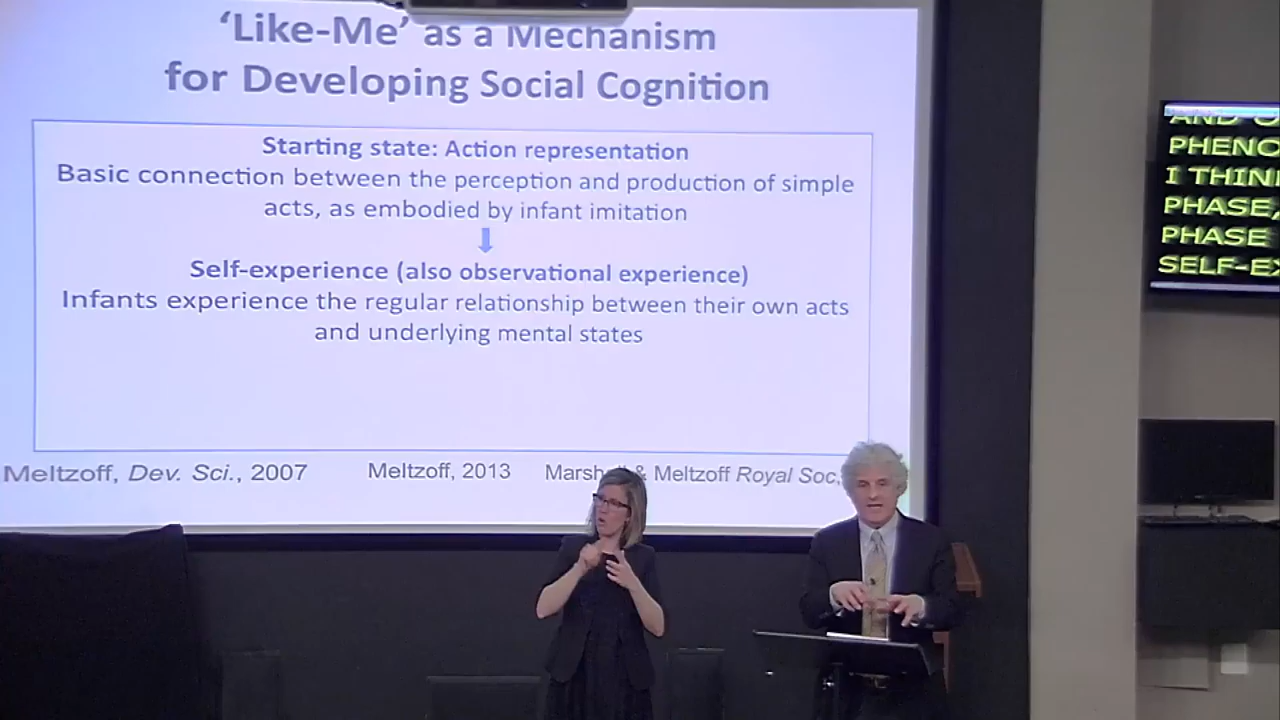 ‘Like-Me’ as a Mechanism
for Developing Social Cognition
Starting state: Action representation
Basic connection between the perception and production of simple
acts, as embodied by infant imitation
Self-experience (also observational experience)
Infants experience the regular relationship between their own acts
and underlying mental states
Meltzoff, Dev. Sci., 2007
Meltzoff, 2013
& Meltzoff Royal Soc,
AND
PHENO
I THIN
PHASE,
PHASE
SELF-E